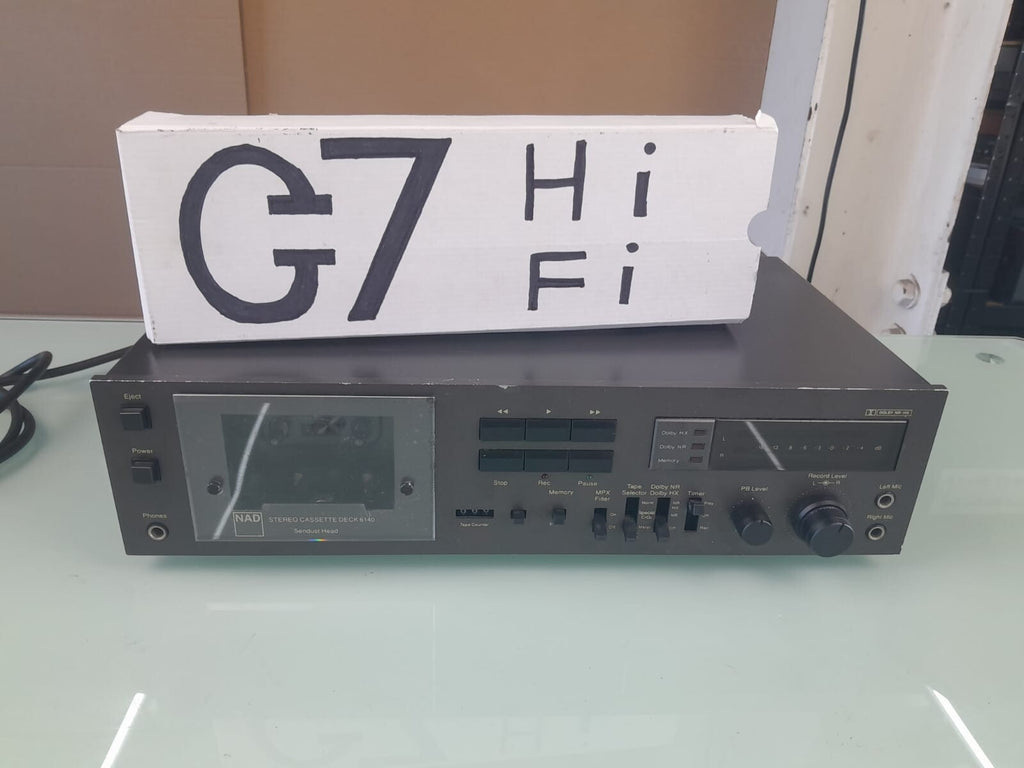 G7 Hi
Fi
Eject
Power
Phones
NAD
STEREO CASSETTE DECK 6140
Sendust Head
Stop
Rec
Pause
Tape Counter
Memory
MPX
Filter
Tape
Selector
Dolby NR
Dolby HX
Timer
Dolby HX
Dolby NR
Memory
L
R
DOLBY NR-HX
PB Level
Record Level
L R
Left Mic
Right Mic